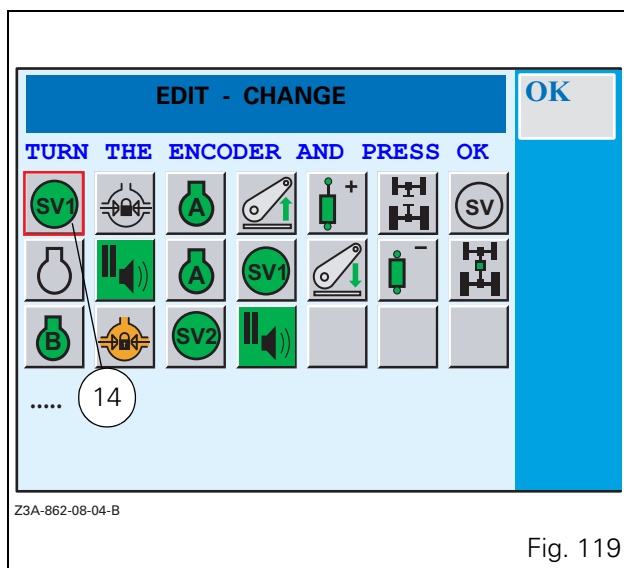 EDIT - CHANGE
OK
TURN THE ENCODER AND PRESS OK
SV1 A + SV
A SV1 -
B SV2
..... 14
Z3A-862-08-04-B
Fig. 119